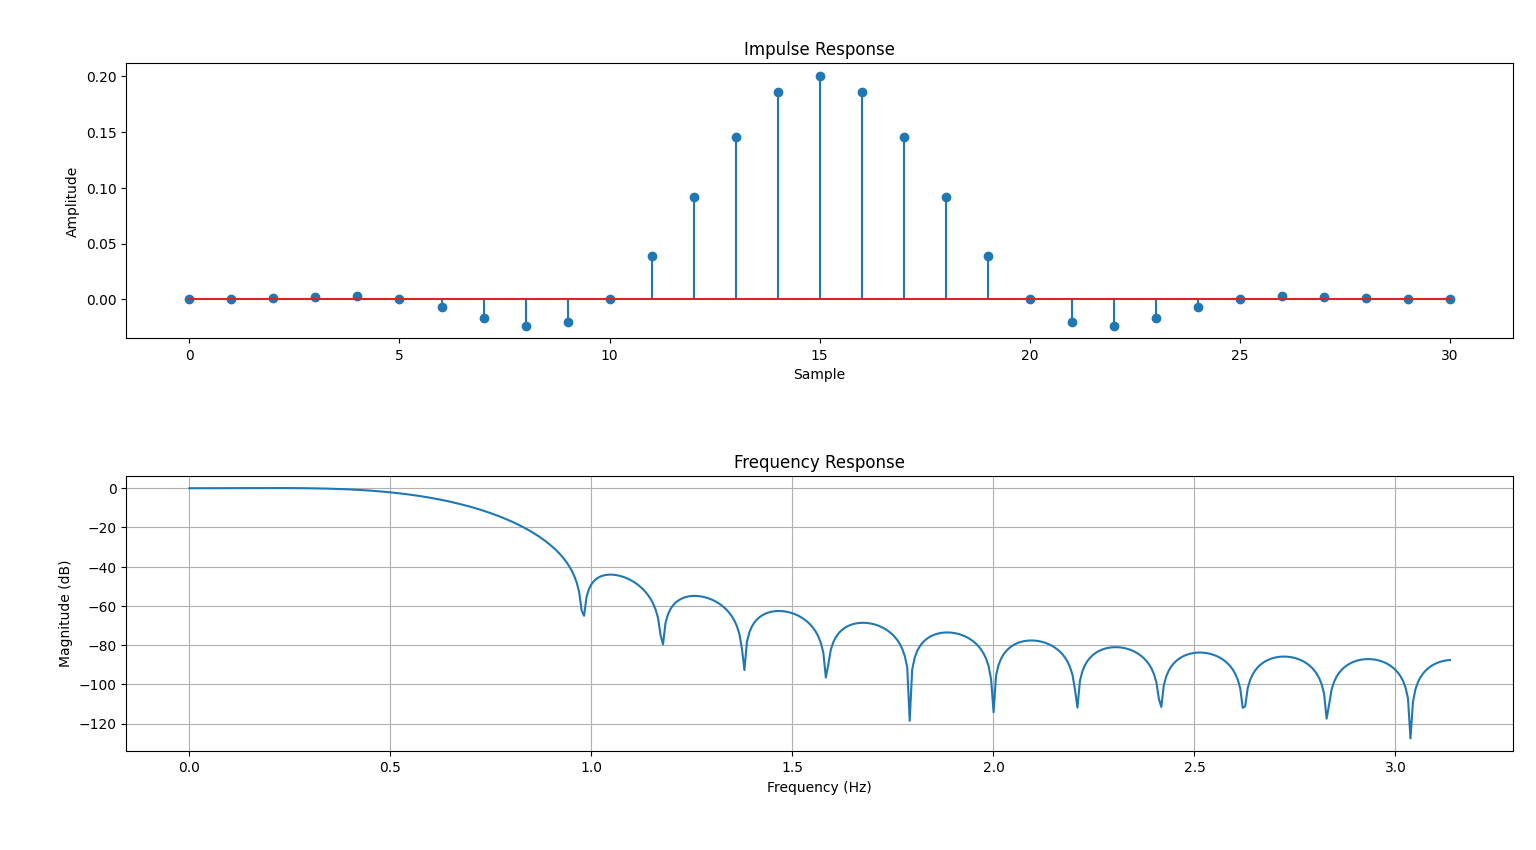 Impulse Response
0.20
0.15
0.10
0.05
0.00
Amplitude
0 5 10 15 20 25 30
Sample
Frequency Response
0
−20
−40
−60
−80
−100
−120
Magnitude (dB)
0.0 0.5 1.0 1.5 2.0 2.5 3.0
Frequency (Hz)